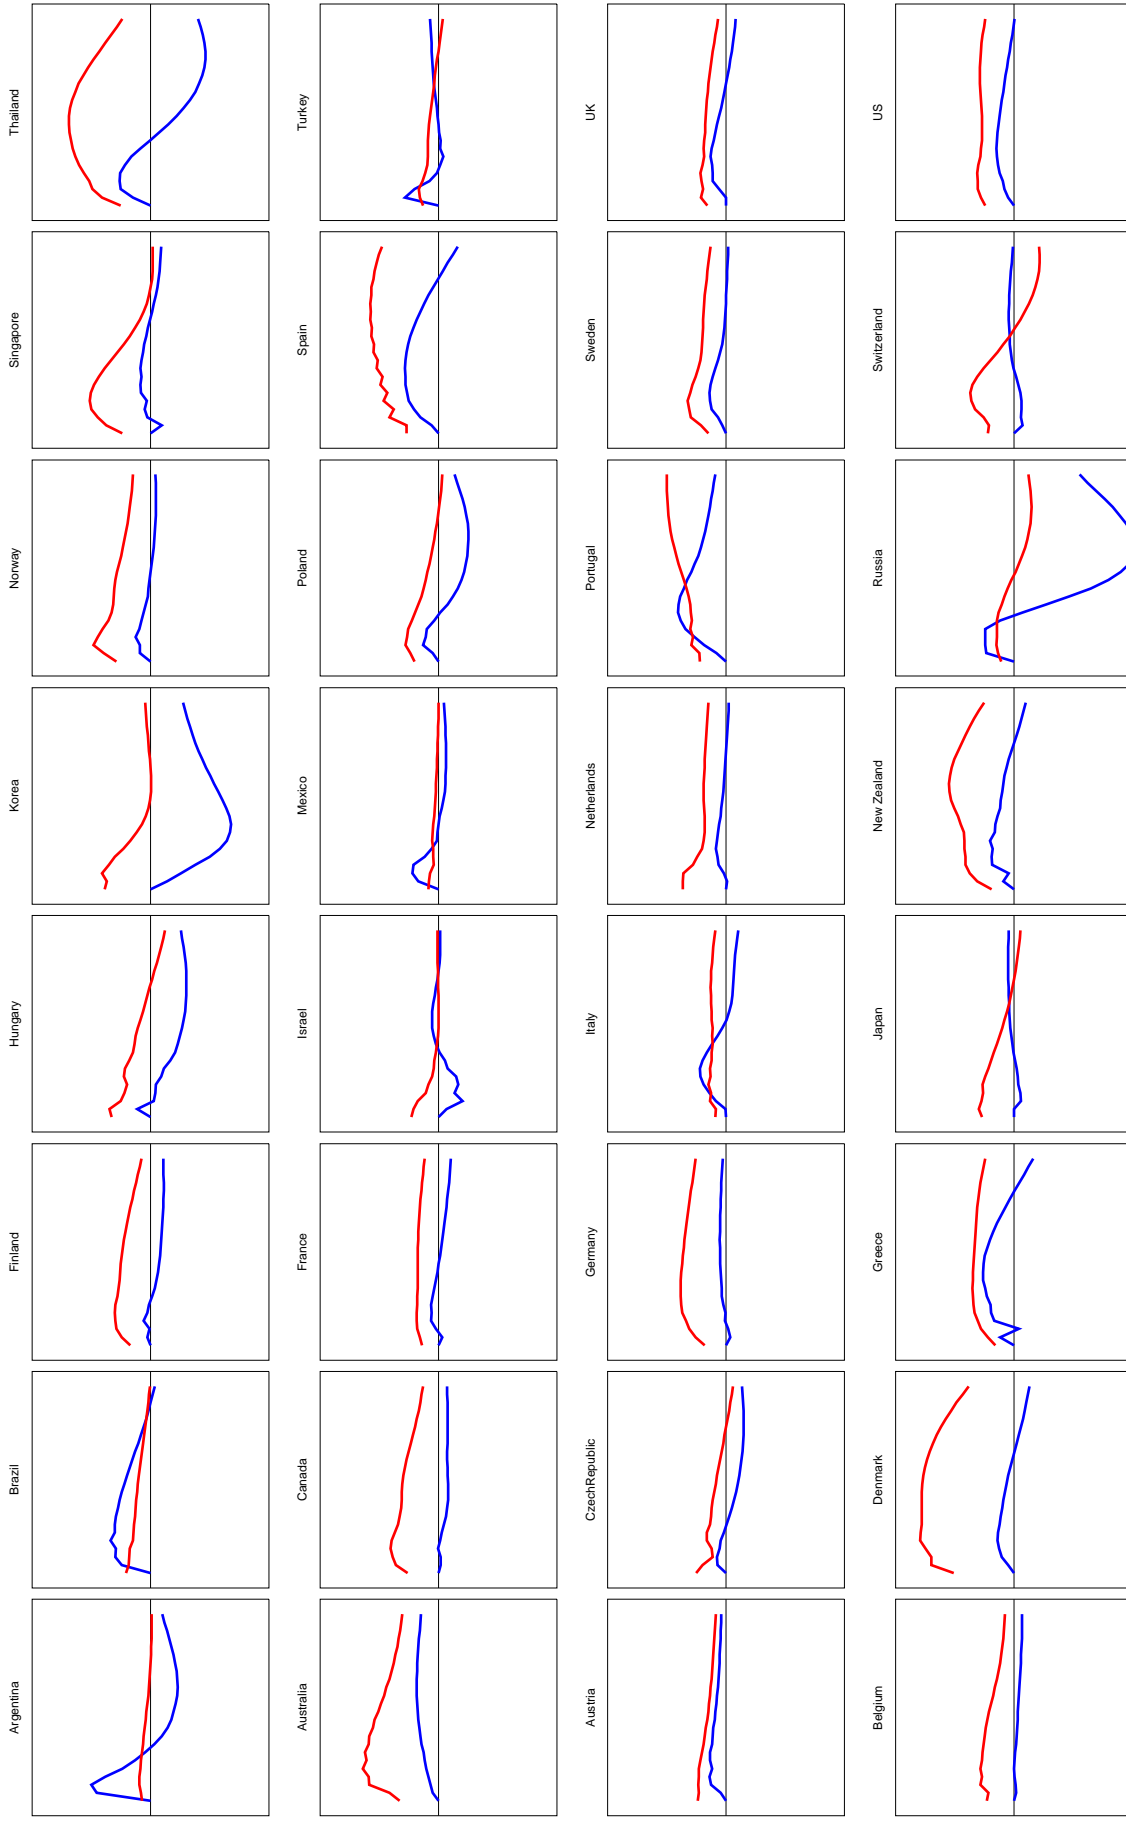 Argentina
Brazil
Finland
Hungary
Korea
Norway
Singapore
Thailand
Australia
Canada
France
Israel
Mexico
Poland
Spain
Turkey
Austria
CzechRepublic
Germany
Italy
Netherlands
Portugal
Sweden
UK
Belgium
Denmark
Greece
Japan
New Zealand
Russia
Switzerland
US